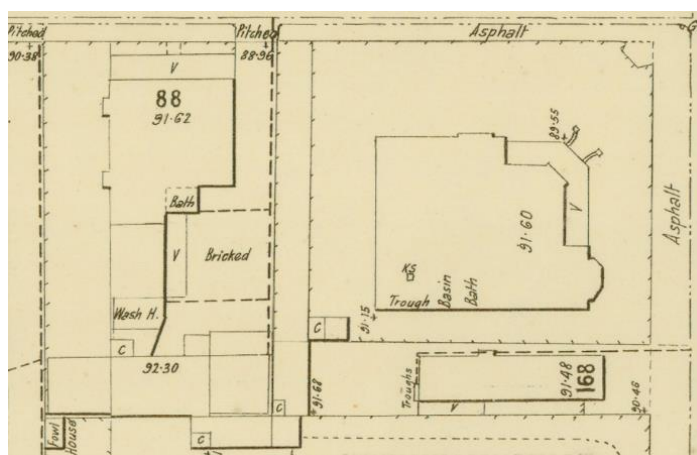 Pitched
90·38
Pitched
88·96
Asphalt
G
V
88
91·62
Bath
V
Bricked
Wash H.
C
92·30
Fowl
House
C
C
89·55
V
91·60
KS
Trough
Basin
Bath
91·15
C
91·68
Troughs
V
91·48
168
90·46
Asphalt